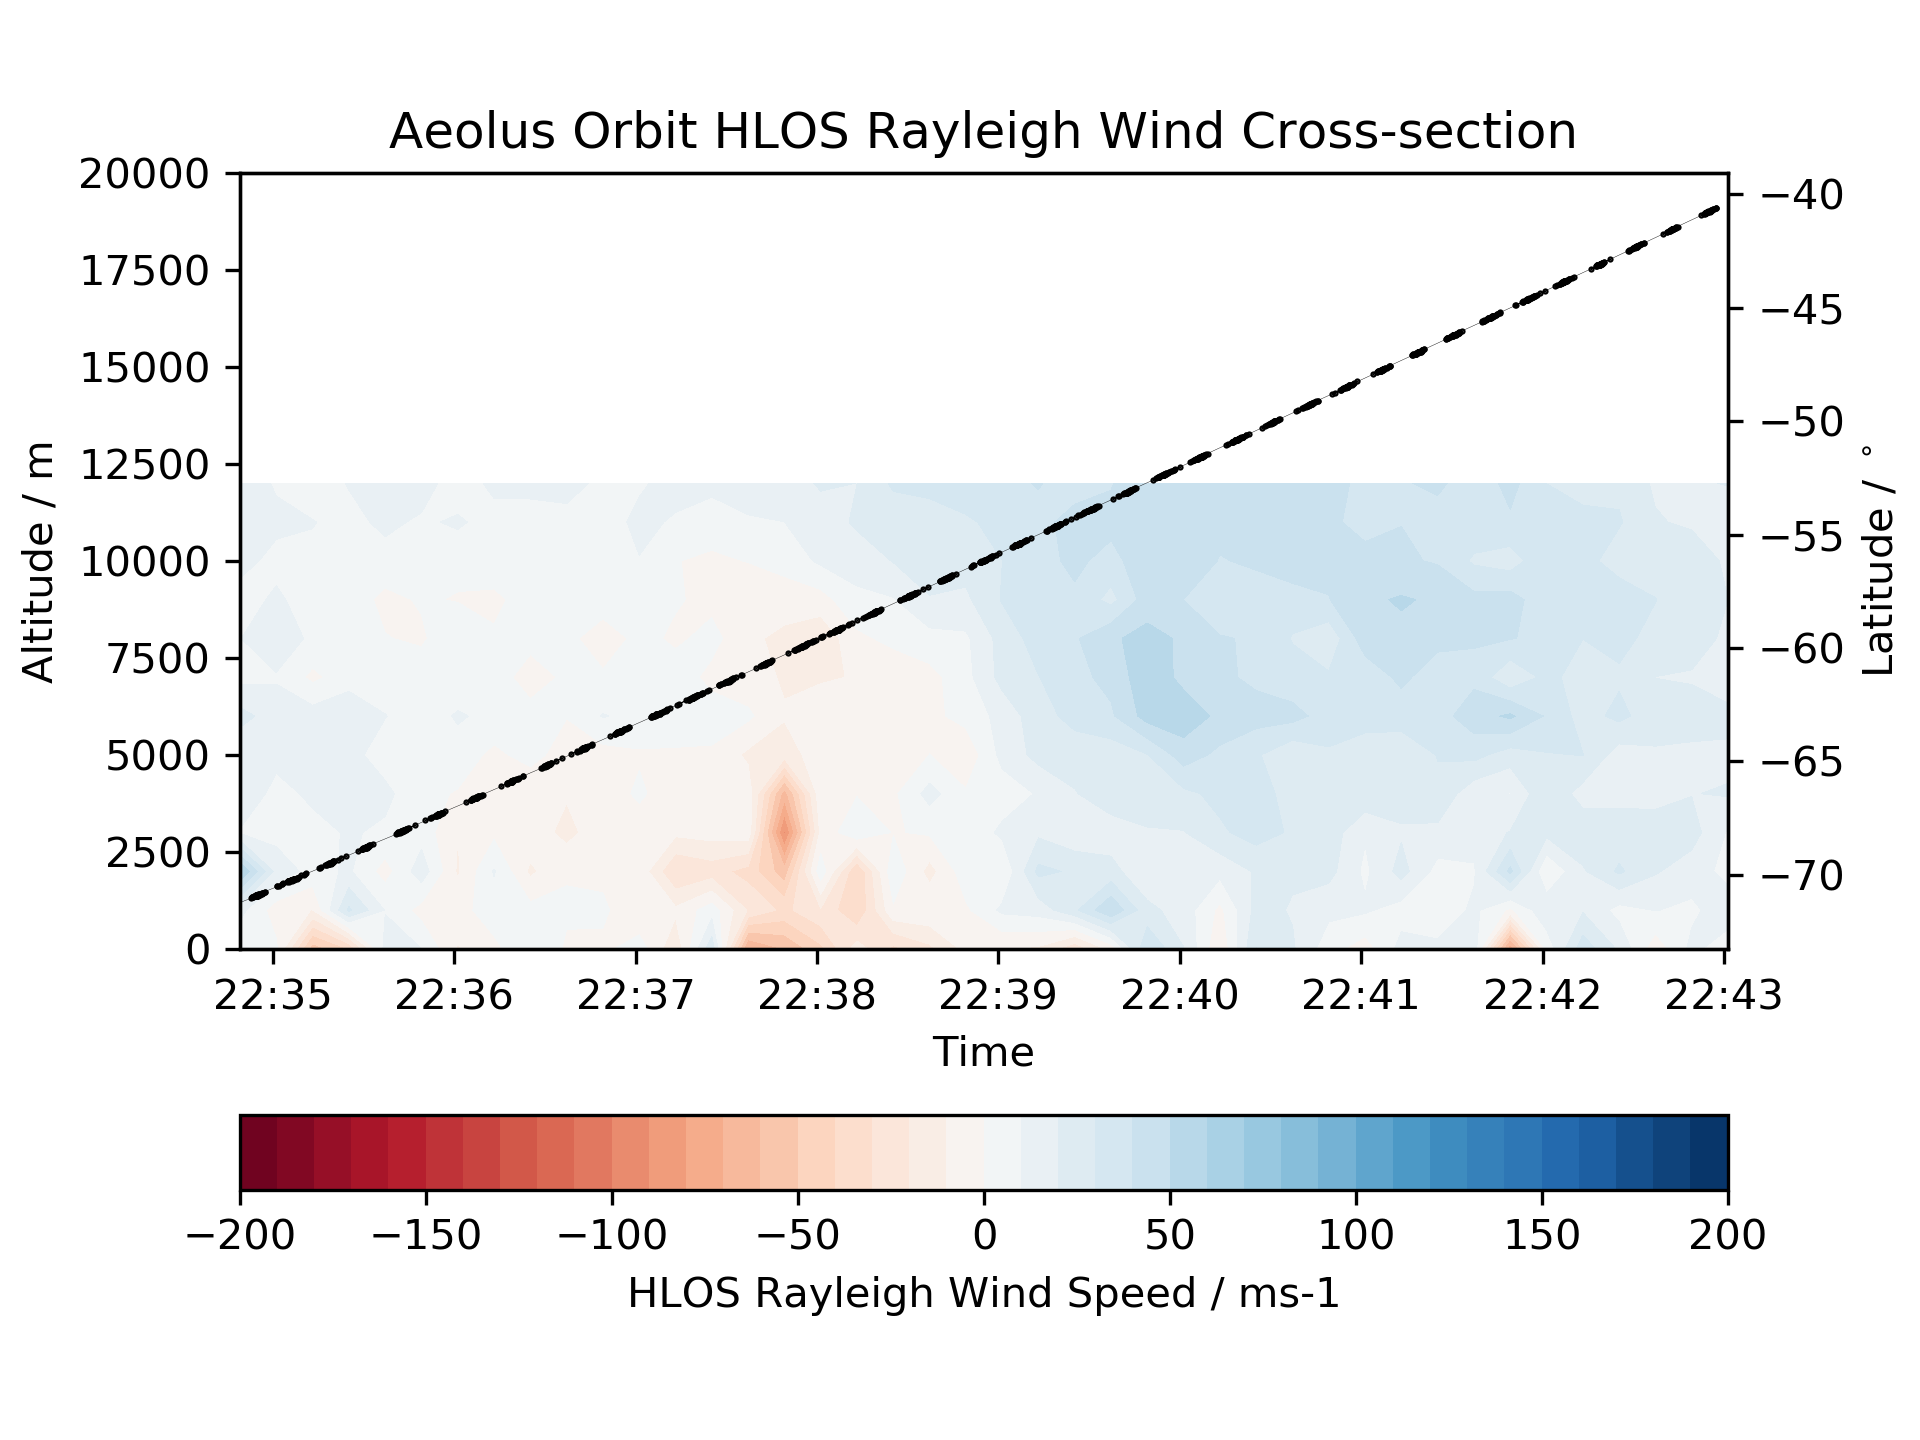 Aeolus Orbit HLOS Rayleigh Wind Cross-section
20000
17500
15000
12500
10000
7500
5000
2500
0
Altitude / m
−40
−45
−50
−55
−60
−65
−70
Latitude / °
22:35 22:36 22:37 22:38 22:39 22:40 22:41 22:42 22:43
Time
−200 −150 −100 −50 0 50 100 150 200
HLOS Rayleigh Wind Speed / ms-1